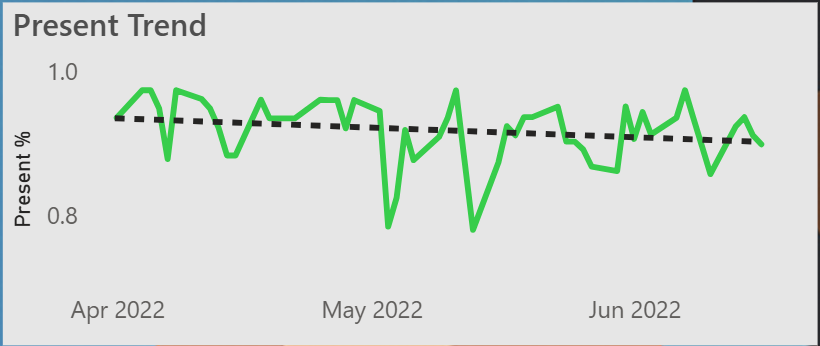 Present Trend
1.0
Present %
0.8
Apr 2022
May 2022
Jun 2022